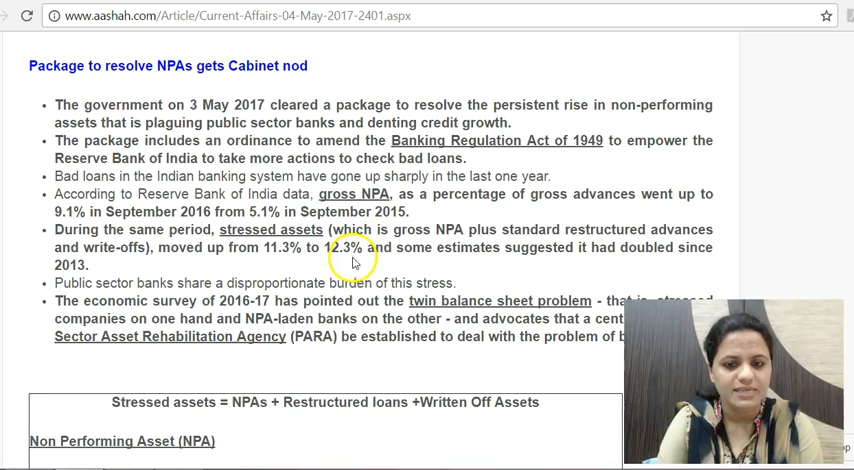 www.aashah.com/Article/Current-Affairs-04-May-2017-2401.aspx
Package to resolve NPAs gets Cabinet nod
• The government on 3 May 2017 cleared a package to resolve the persistent rise in non-performing
assets that is plaguing public sector banks and denting credit growth.
• The package includes an ordinance to amend the Banking Regulation Act of 1949 to empower the
Reserve Bank of India to take more actions to check bad loans.
• Bad loans in the Indian banking system have gone up sharply in the last one year.
• According to Reserve Bank of India data, gross NPA, as a percentage of gross advances went up to
9.1% in September 2016 from 5.1% in September 2015.
• During the same period, stressed assets (which is gross NPA plus standard restructured advances
and write-offs), moved up from 11.3% to 12.3% and some estimates suggested it had doubled since
2013.
• Public sector banks share a disproportionate burden of this stress.
• The economic survey of 2016-17 has pointed out the twin balance sheet problem - that is, stressed
companies on one hand and NPA-laden banks on the other - and advocates that a
Sector Asset Rehabilitation Agency (PARA) be established to deal with the problem of
Stressed assets = NPAs + Restructured loans +Written Off Assets
Non Performing Asset (NPA)